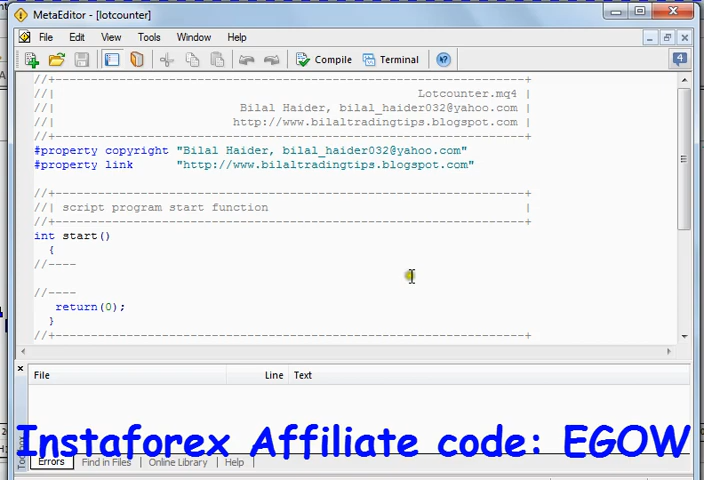 MetaEditor - [lotcounter]
File Edit View Tools Window Help
Compile Terminal 4
//+------------------------------------------------------------------+
//| Lotcounter.mq4 |
//| Bilal Haider, bilal_haider032@yahoo.com |
//| http://www.bilaltradingtips.blogspot.com |
//+------------------------------------------------------------------+
#property copyright "Bilal Haider, bilal_haider032@yahoo.com"
#property link "http://www.bilaltradingtips.blogspot.com"
//+------------------------------------------------------------------+
//| script program start function |
//+------------------------------------------------------------------+
int start()
{
//----
//----
return(0);
}
//+------------------------------------------------------------------+
File Line Text
Instaforex Affiliate code: EGOW
Errors Find in Files Online Library Help